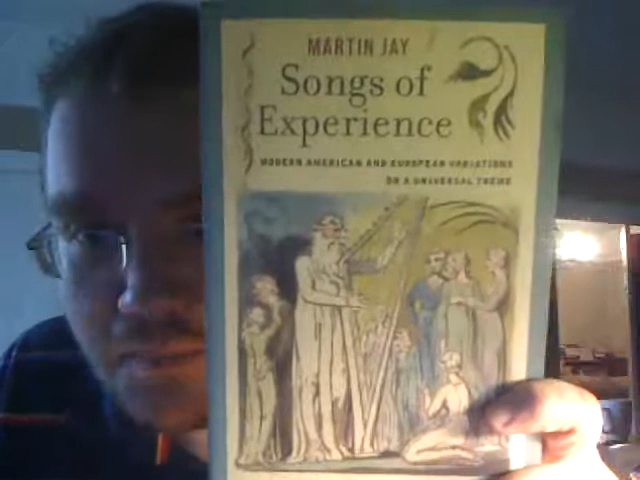 MARTIN JAY
Songs of
Experience
MODERN AMERICAN AND EUROPEAN VARIATIONS
ON A UNIVERSAL THEME